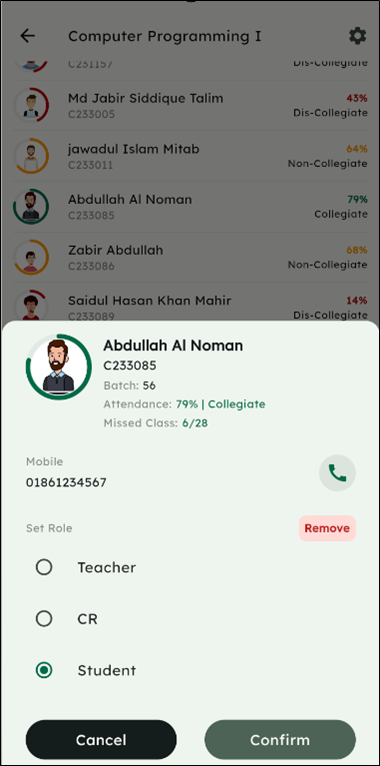 Computer Programming I
C231157
Dis-Collegiate
Md Jabir Siddique Talim
43%
C233005
Dis-Collegiate
jawadul Islam Mitab
64%
C233011
Non-Collegiate
Abdullah Al Noman
79%
C233085
Collegiate
Zabir Abdullah
68%
C233086
Non-Collegiate
Saidul Hasan Khan Mahir
14%
C233089
Dis-Collegiate
Abdullah Al Noman
C233085
Batch: 56
Attendance: 79% | Collegiate
Missed Class: 6/28
Mobile
01861234567
Set Role
Remove
Teacher
CR
Student
Cancel
Confirm